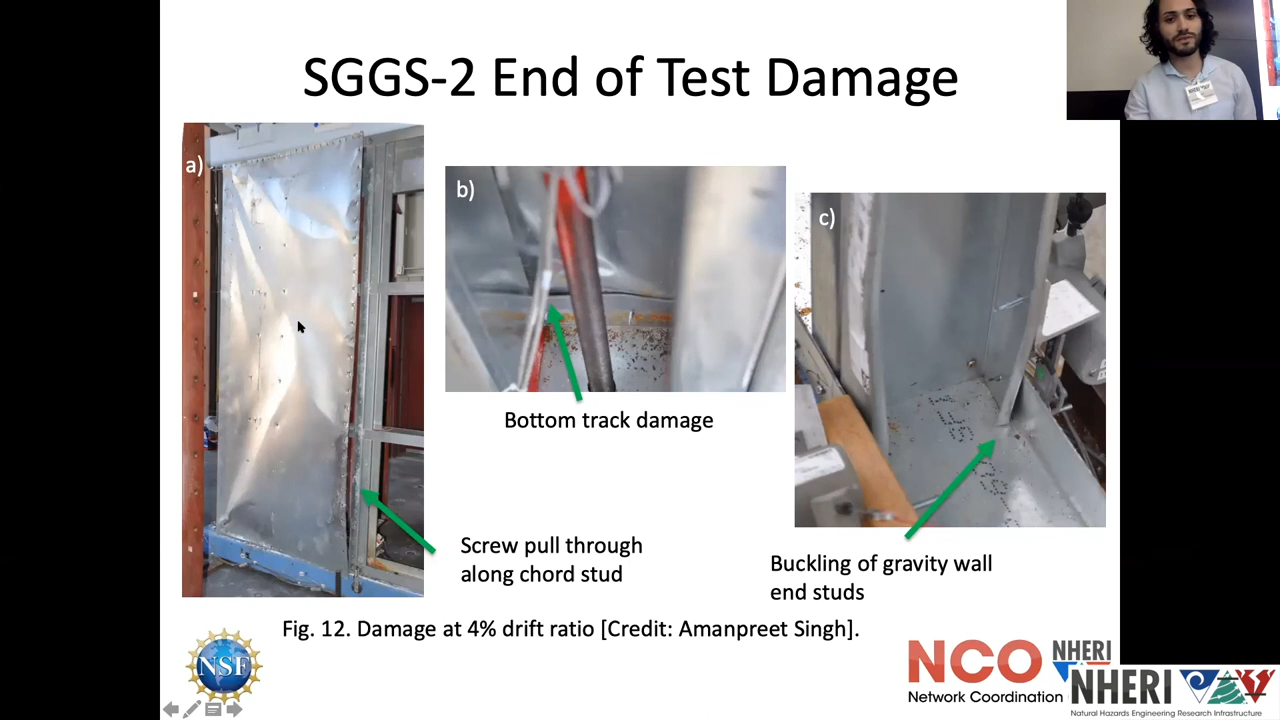 SGGS-2 End of Test Damage
a)
b)
c)
Bottom track damage
Screw pull through
along chord stud
Buckling of gravity wall
end studs
Fig. 12. Damage at 4% drift ratio [Credit: Amanpreet Singh].
NSF
NCO
Network Coordination
NHERI
NHERI
Natural Hazards Engineering Research Infrastructure